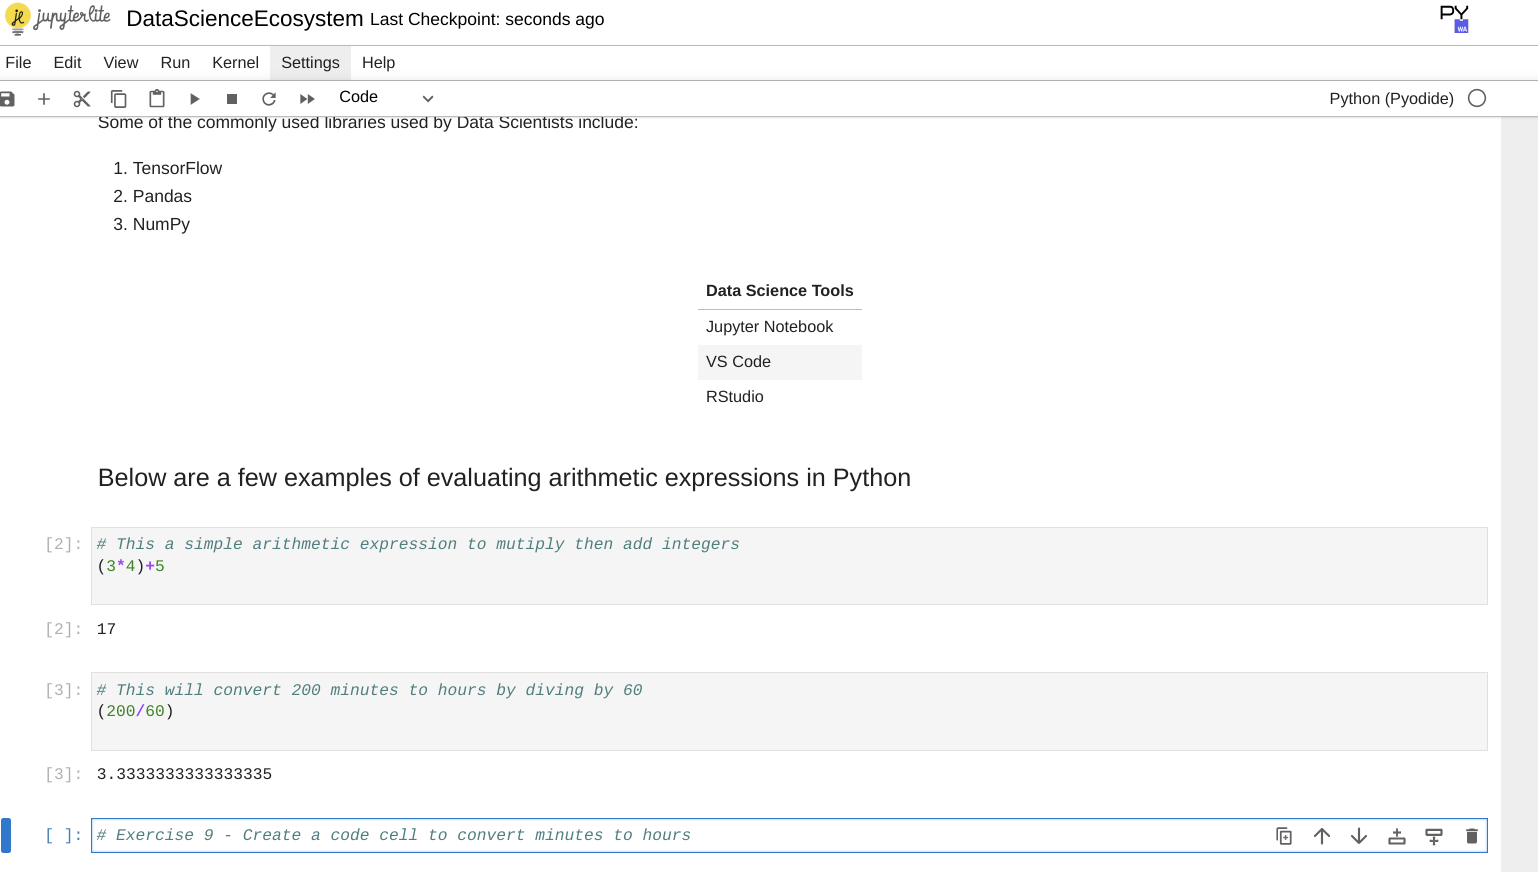 jupyterlite DataScienceEcosystem Last Checkpoint: seconds ago
PY
WA
File Edit View Run Kernel Settings Help
Code Python (Pyodide)
Some of the commonly used libraries used by Data Scientists include:
1. TensorFlow
2. Pandas
3. NumPy
Data Science Tools
Jupyter Notebook
VS Code
RStudio
Below are a few examples of evaluating arithmetic expressions in Python
[2]: # This a simple arithmetic expression to mutiply then add integers
(3*4)+5
[2]: 17
[3]: # This will convert 200 minutes to hours by diving by 60
(200/60)
[3]: 3.3333333333333335
[ ]: # Exercise 9 - Create a code cell to convert minutes to hours